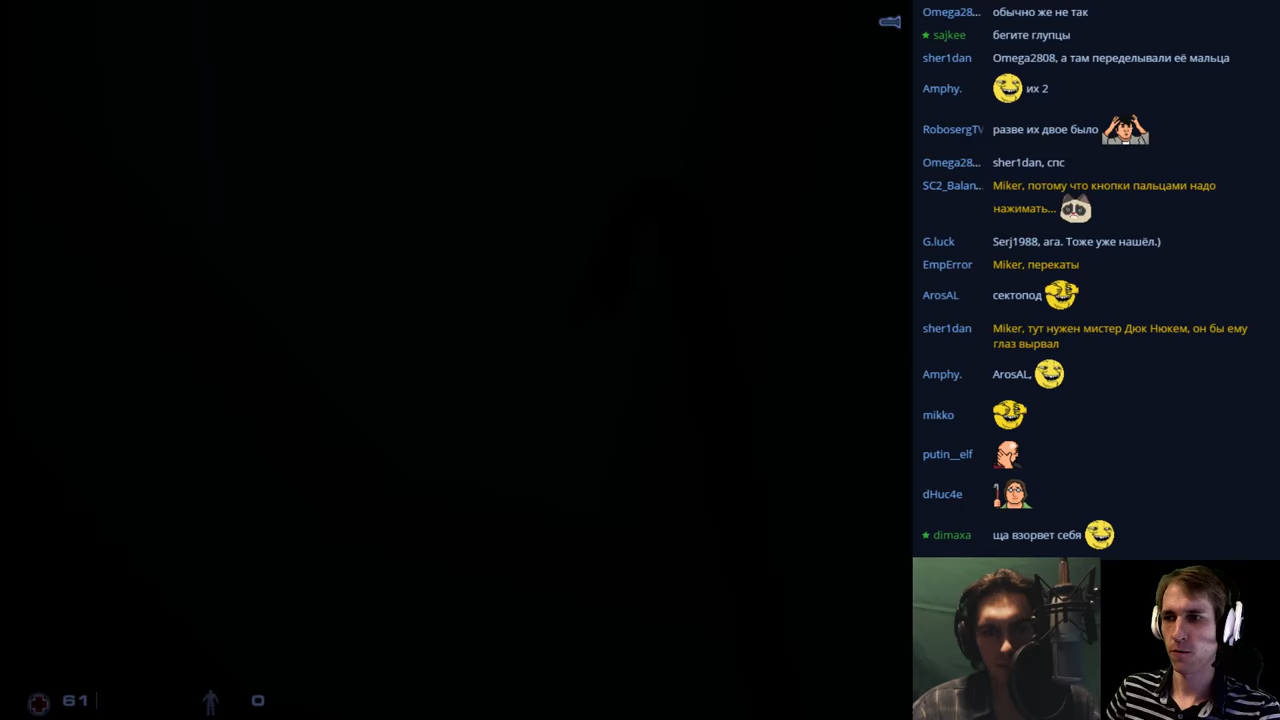 Omega28... обычно же не так
sajkee бегите глупцы
sher1dan Omega2808, а там переделывали её мальца
Amphy. их 2
RobosergTV разве их двое было
Omega28... sher1dan, спс
SC2_Balan... Miker, потому что кнопки пальцами надо
нажимать...
G.luck Serj1988, ага. Тоже уже нашёл.)
EmpError Miker, перекаты
ArosAL сектопод
sher1dan Miker, тут нужен мистер Дюк Нюкем, он бы ему
глаз вырвал
Amphy. ArosAL,
mikko
putin__elf
dHuc4e
dimaxa ща взорвет себя
61 0